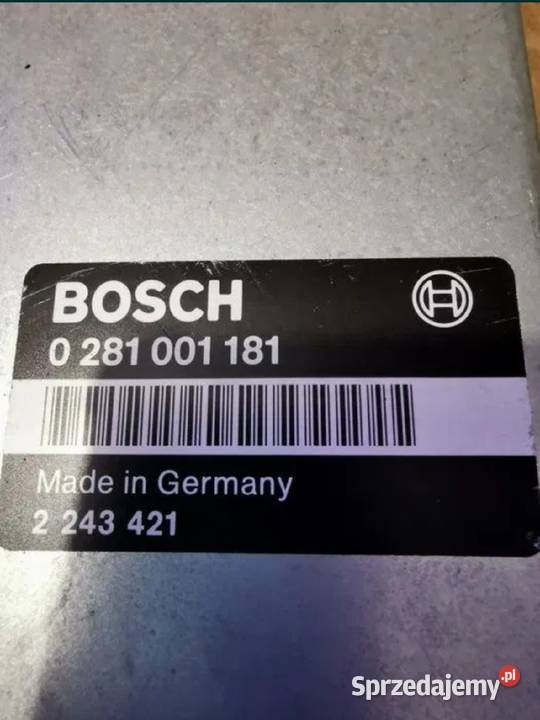 BOSCH
0 281 001 181
Made in Germany
2 243 421
Sprzedajemy.pl